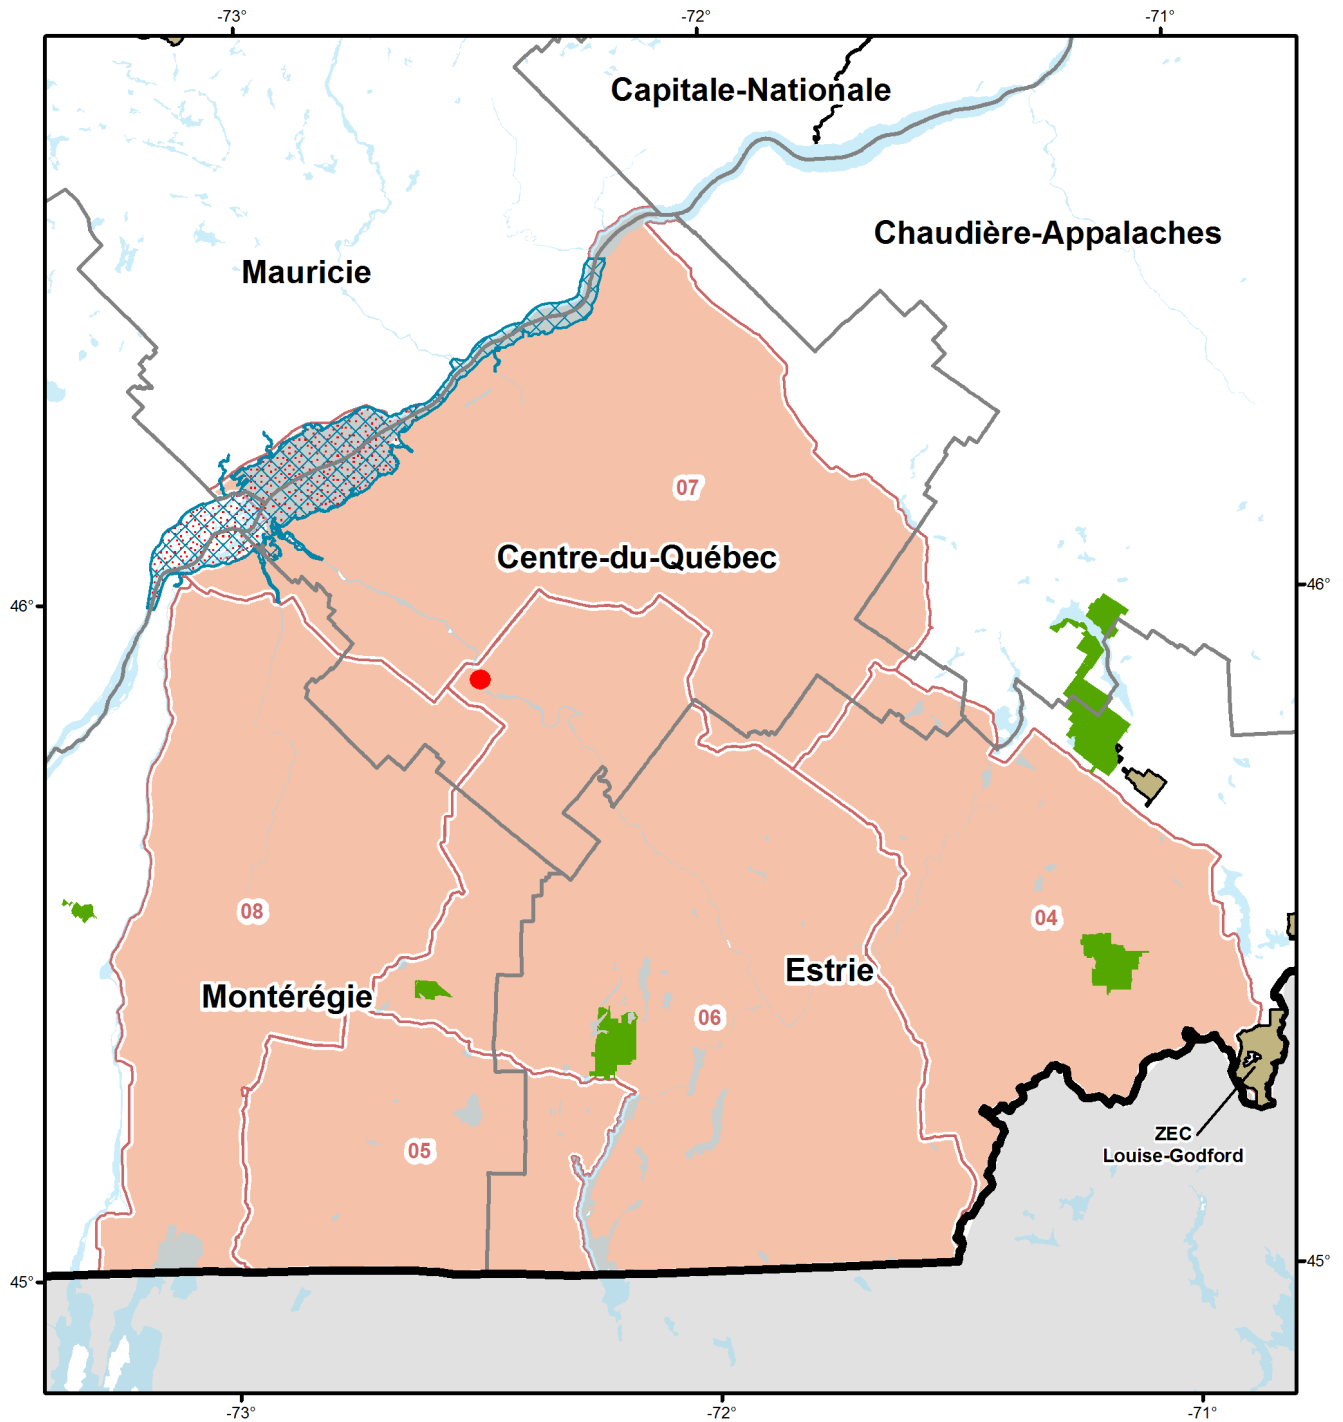 -73°
-72°
-71°
Capitale-Nationale
Chaudière-Appalaches
Mauricie
07
Centre-du-Québec
46°
46°
08
04
Estrie
Montérégie
06
ZEC
Louise-Godford
05
45°
45°
-73°
-72°
-71°